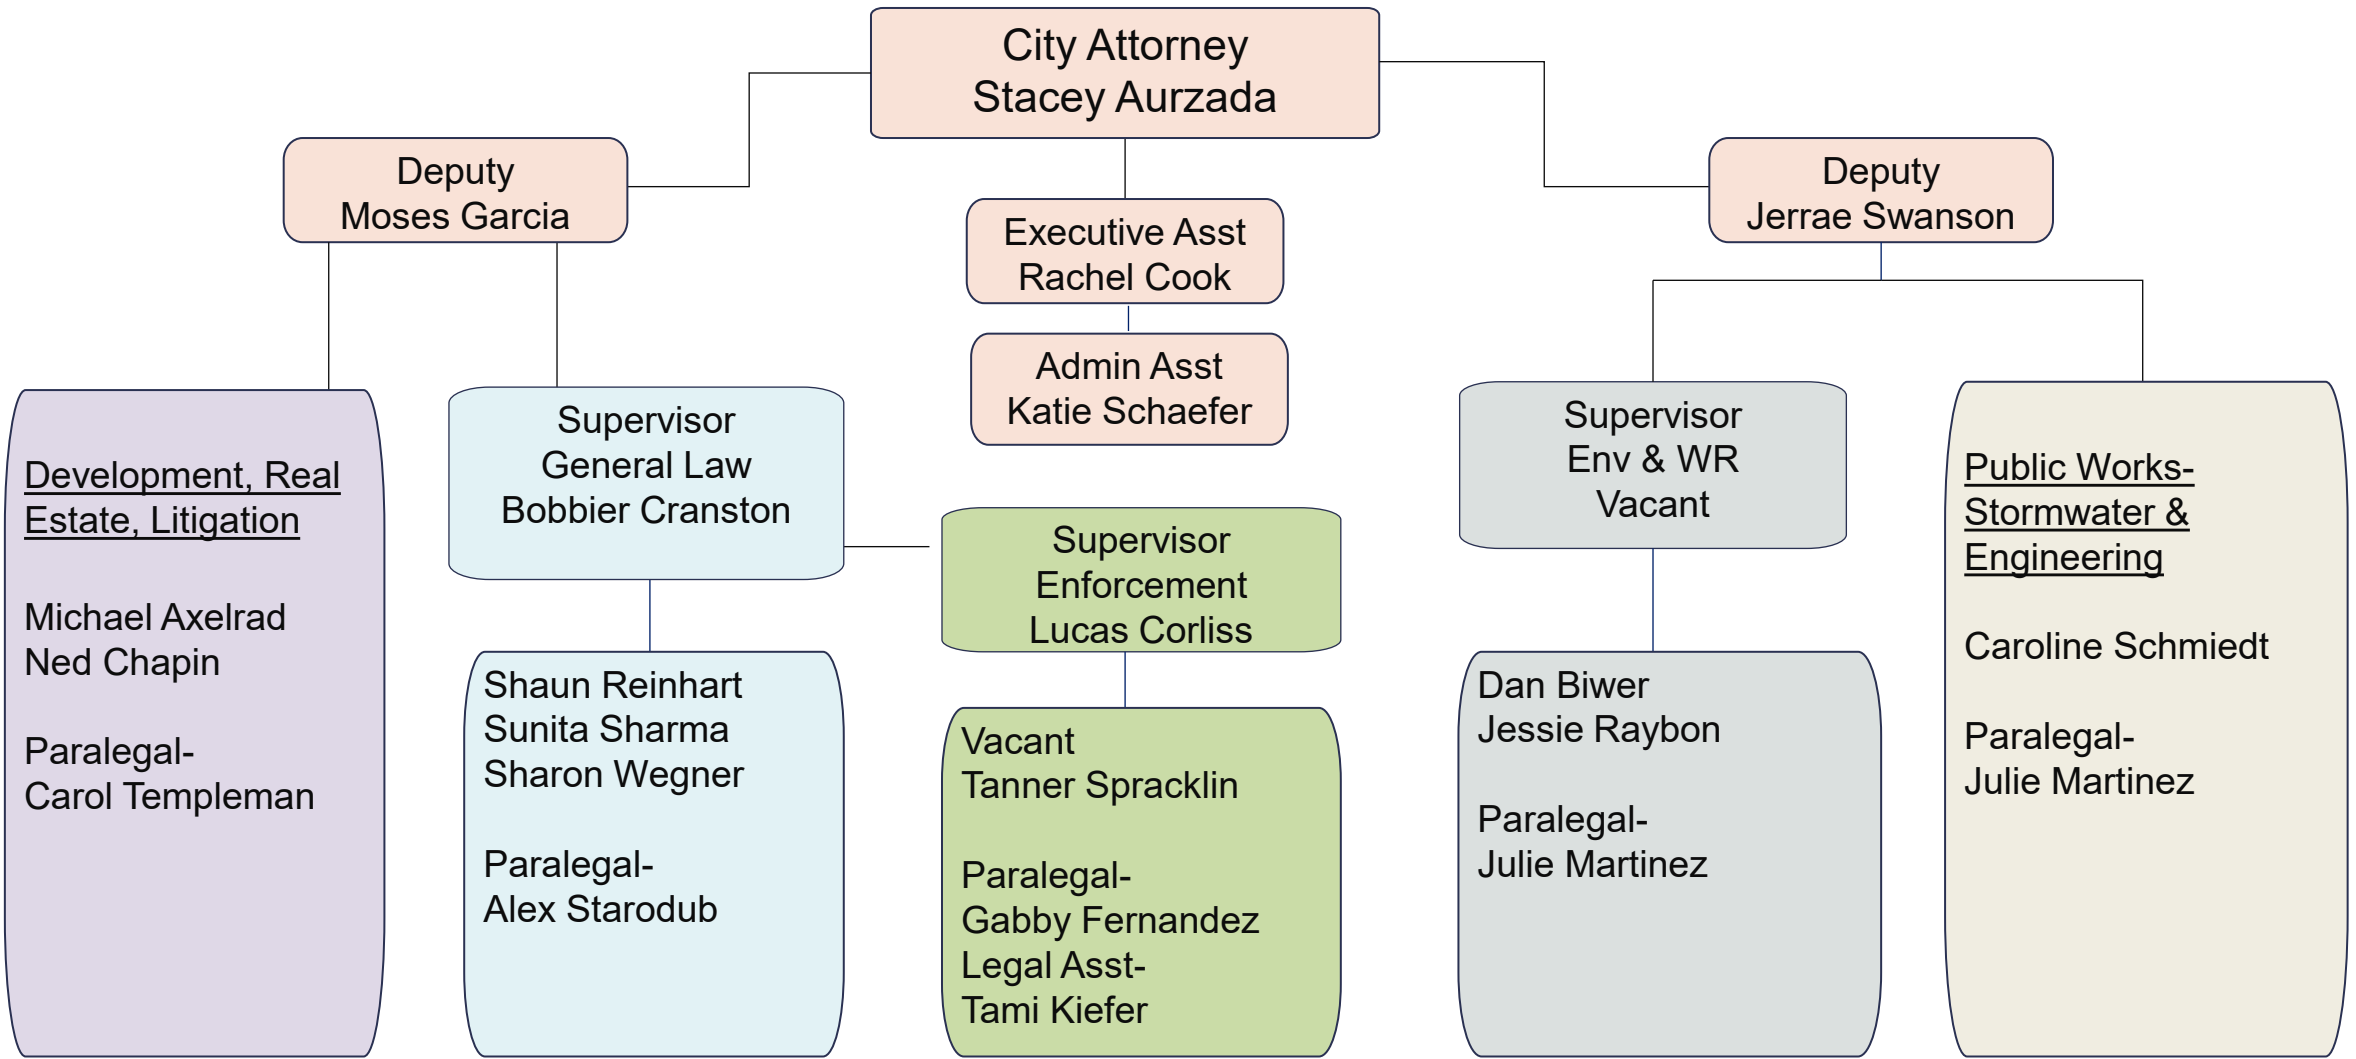 City Attorney
Stacey Aurzada
Deputy
Moses Garcia
Executive Asst
Rachel Cook
Admin Asst
Katie Schaefer
Deputy
Jerrae Swanson
Development, Real
Estate, Litigation
Michael Axelrad
Ned Chapin
Paralegal-
Carol Templeman
Supervisor
General Law
Bobbier Cranston
Shaun Reinhart
Sunita Sharma
Sharon Wegner
Paralegal-
Alex Starodub
Supervisor
Enforcement
Lucas Corliss
Vacant
Tanner Spracklin
Paralegal-
Gabby Fernandez
Legal Asst-
Tami Kiefer
Supervisor
Env & WR
Vacant
Dan Biwer
Jessie Raybon
Paralegal-
Julie Martinez
Public Works-
Stormwater &
Engineering
Caroline Schmiedt
Paralegal-
Julie Martinez